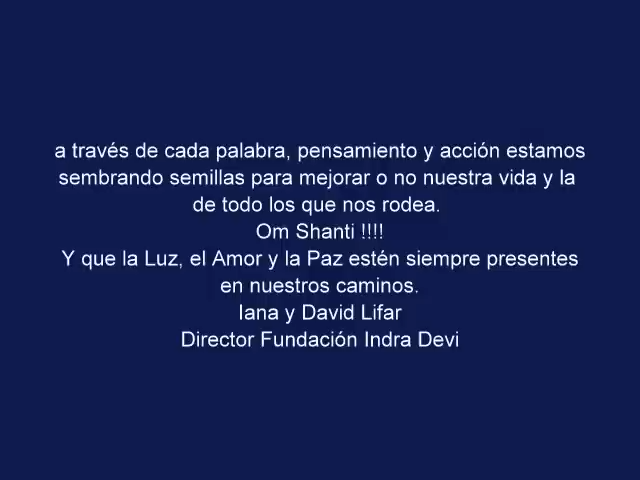 a través de cada palabra, pensamiento y acción estamos
sembrando semillas para mejorar o no nuestra vida y la
de todo los que nos rodea.
Om Shanti !!!!
Y que la Luz, el Amor y la Paz estén siempre presentes
en nuestros caminos.
Iana y David Lifar
Director Fundación Indra Devi